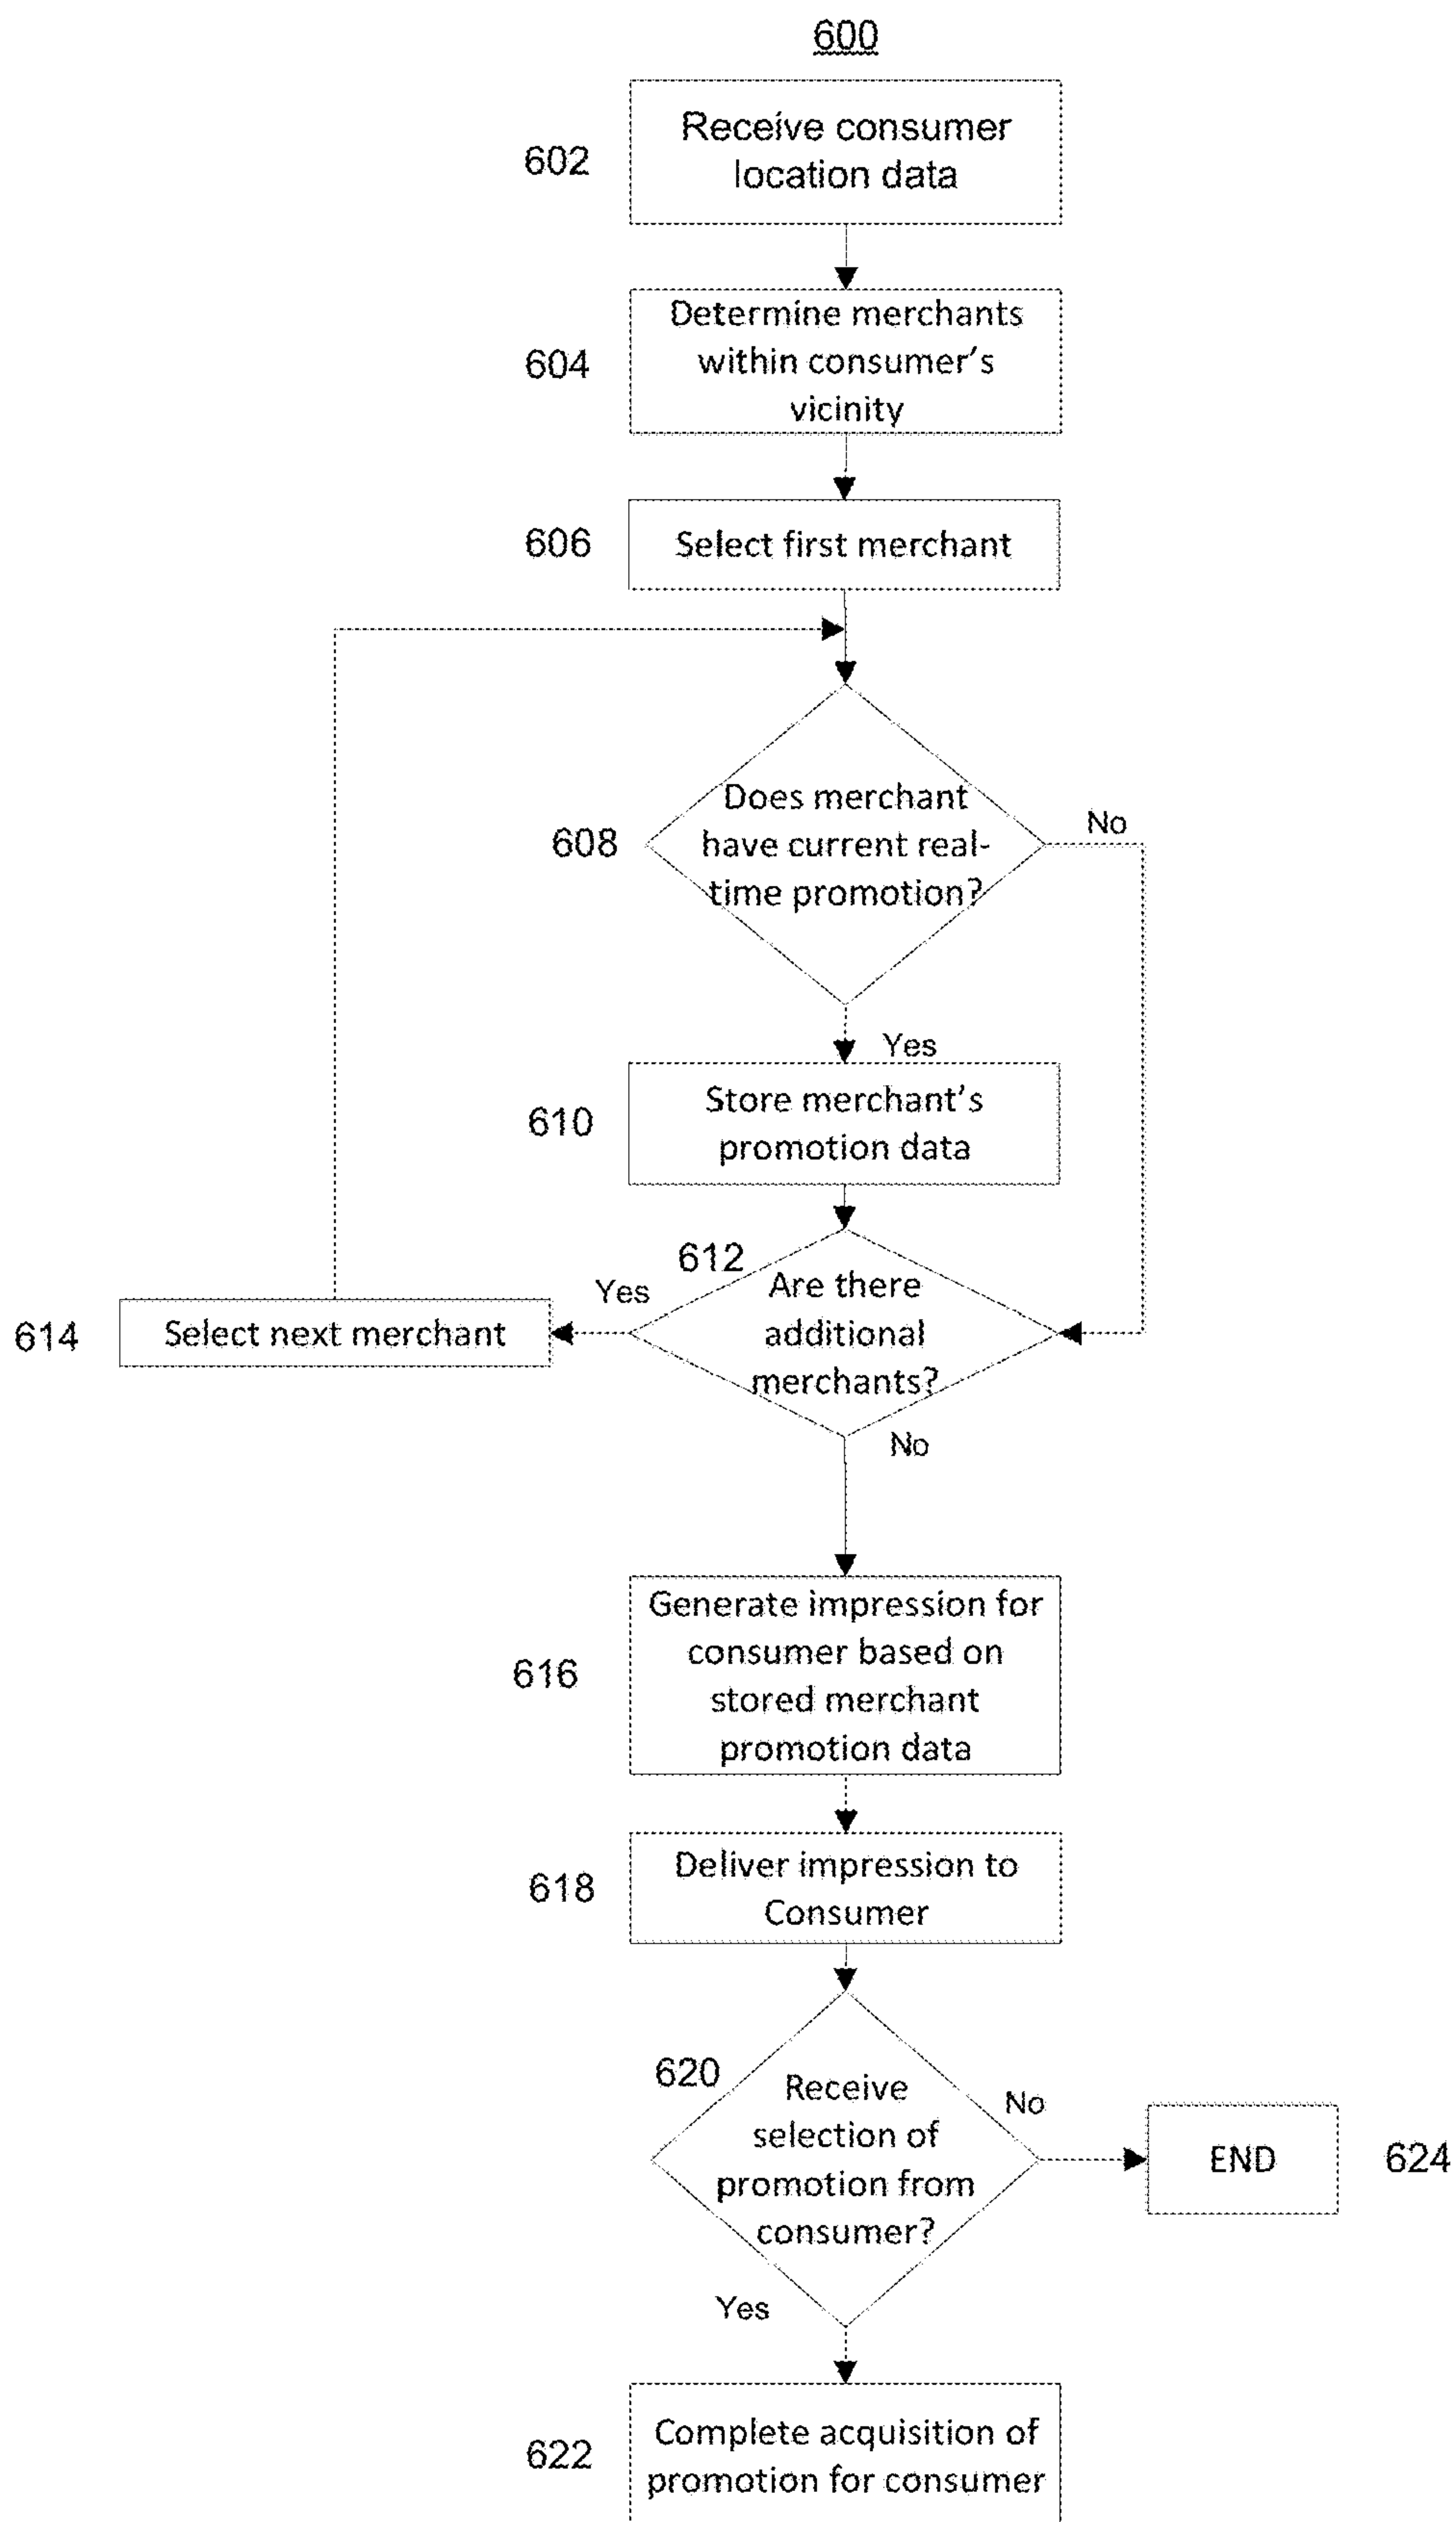 600
602
Receive consumer
location data
604
Determine merchants
within consumer's
vicinity
606
Select first merchant
608
Does merchant
have current real-
time promotion?
No
Yes
610
Store merchant's
promotion data
612
Are there
additional
merchants?
Yes
614
Select next merchant
No
616
Generate impression for
consumer based on
stored merchant
promotion data
618
Deliver impression to
Consumer
620
Receive
selection of
promotion from
consumer?
No
END
624
Yes
622
Complete acquisition of
promotion for consumer